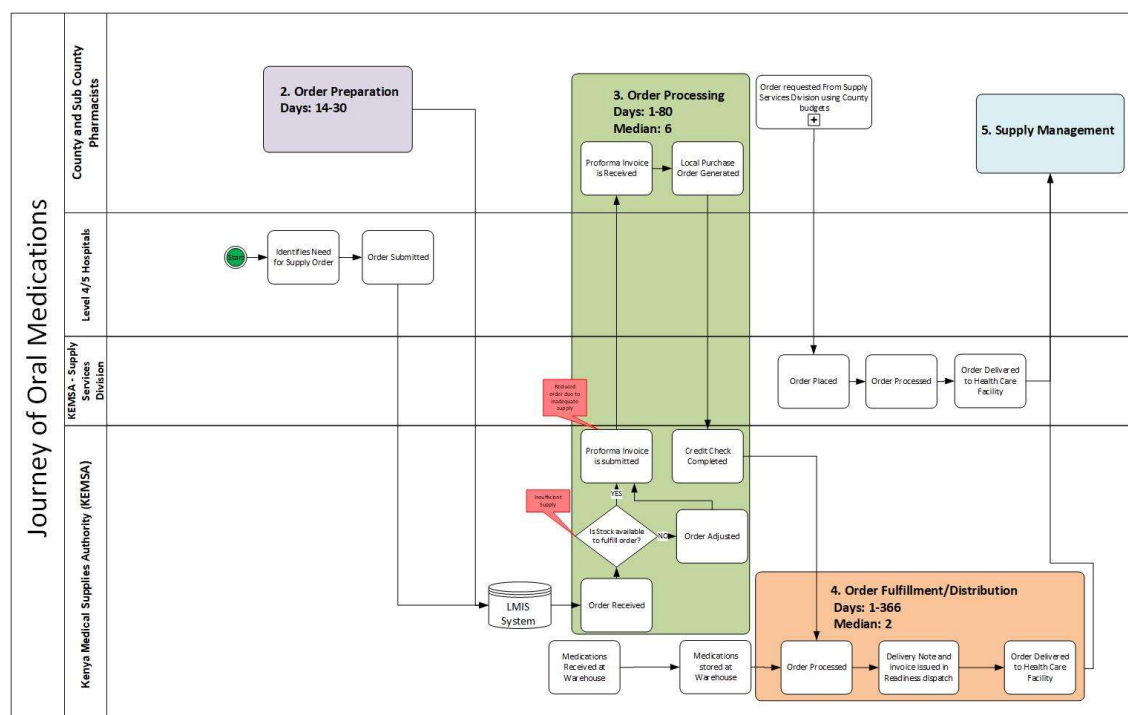 Journey of Oral Medications
County and Sub County
Pharmacists
2. Order Preparation
Days: 14-30
3. Order Processing
Days: 1-80
Median: 6
Proforma Invoice
is Received
Local Purchase
Order Generated
Order requested From Supply
Services Division using County
budgets
5. Supply Management
Level 4/5 Hospitals
Start
Identifies Need
for Supply Order
Order Submitted
KEMSA - Supply
Services
Division
Order Placed
Order Processed
Order Delivered
to Health Care
Facility
Kenya Medical Supplies Authority (KEMSA)
Reduced
order due to
inadequate
supply
Proforma Invoice
is submitted
Credit Check
Completed
Insufficient
Supply
YES
Is Stock available
to fulfill order?
NO
Order Adjusted
LMIS
System
Order Received
4. Order Fulfillment/Distribution
Days: 1-366
Median: 2
Medications
Received at
Warehouse
Medications
stored at
Warehouse
Order Processed
Delivery Note and
invoice issued in
Readiness dispatch
Order Delivered
to Health Care
Facility